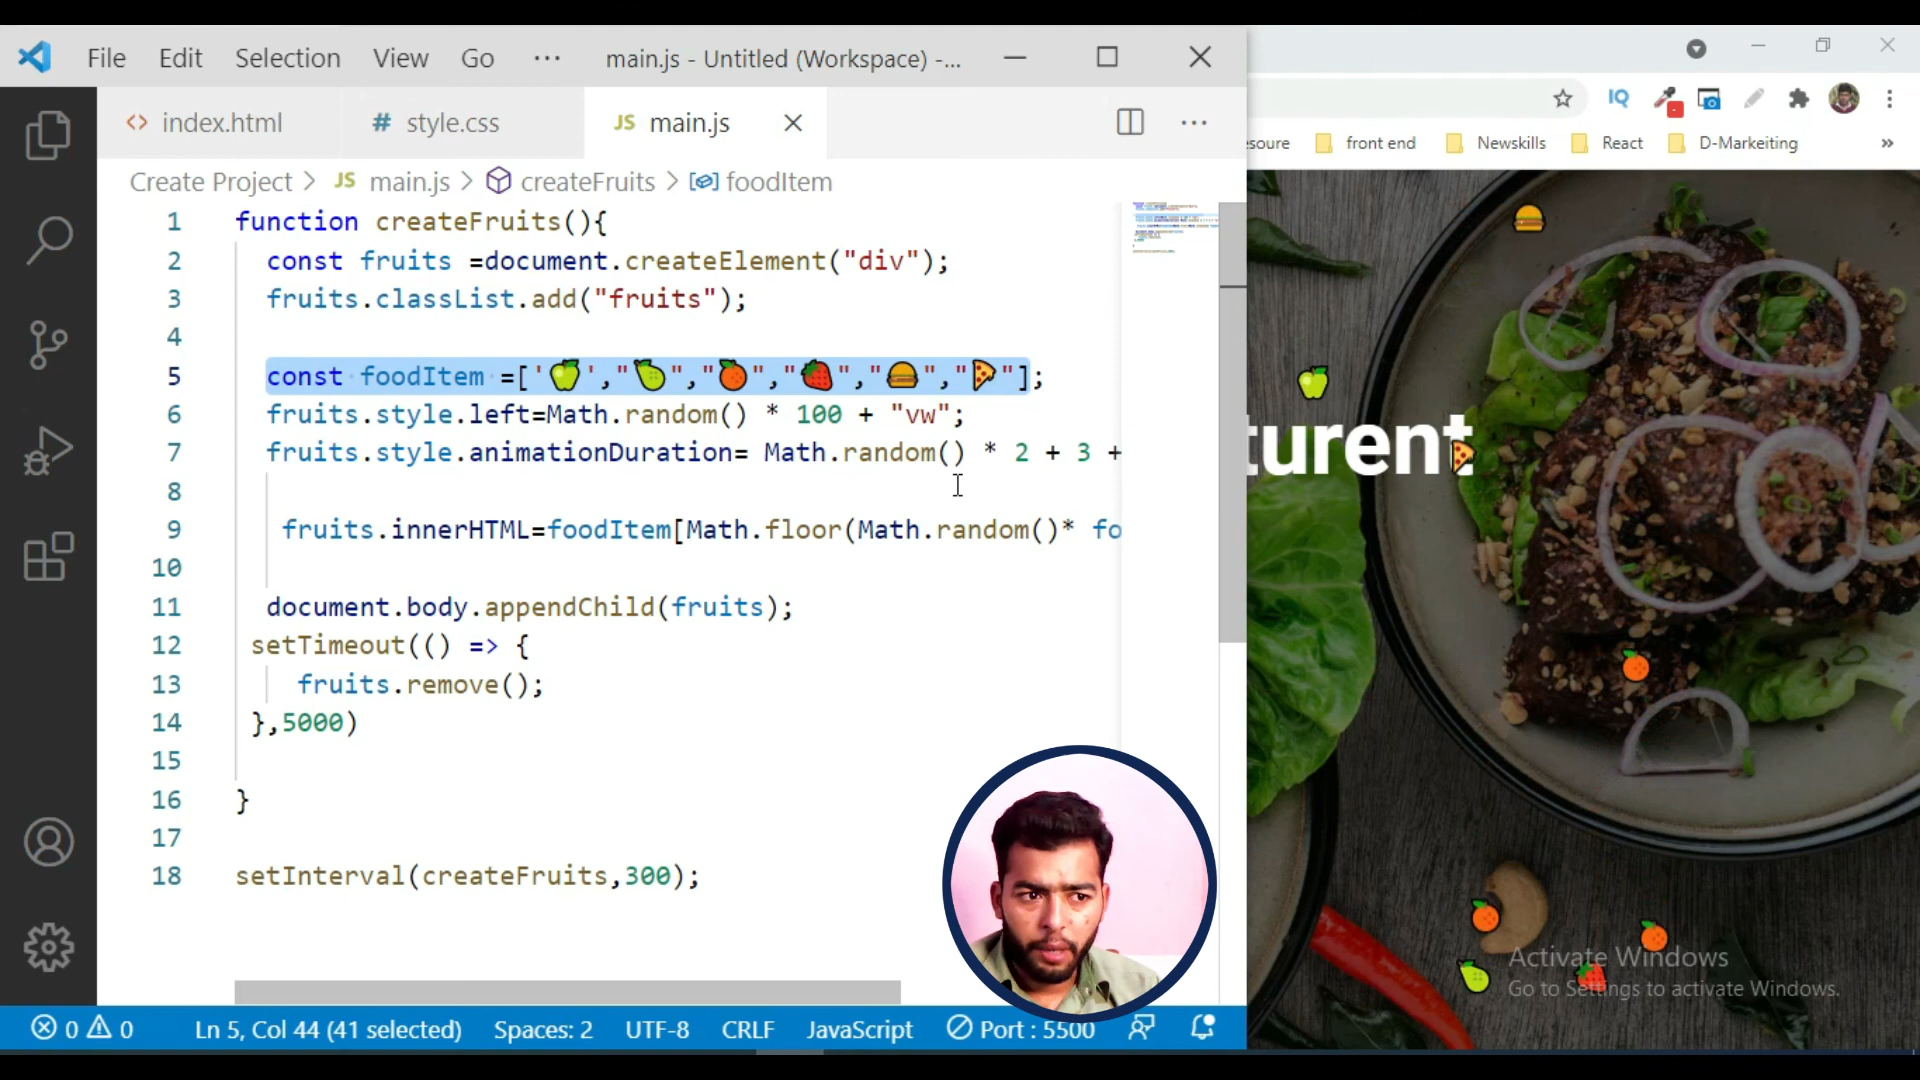 File Edit Selection View Go ··· main.js - Untitled (Workspace) -...
index.html
style.css
JS main.js
Create Project > JS main.js > createFruits > foodItem
1 function createFruits(){
2 const fruits =document.createElement("div");
3 fruits.classList.add("fruits");
4
5 const foodItem =['🍏',"🍐","🍊","🍓","🍔","🍕"];
6 fruits.style.left=Math.random() * 100 + "vw";
7 fruits.style.animationDuration= Math.random() * 2 + 3 +
8
9 fruits.innerHTML=foodItem[Math.floor(Math.random()* fo
10
11 document.body.appendChild(fruits);
12 setTimeout(() => {
13 fruits.remove();
14 },5000)
15
16 }
17
18 setInterval(createFruits,300);
0 0 Ln 5, Col 44 (41 selected) Spaces: 2 UTF-8 CRLF JavaScript Port : 5500
IQ
esoure front end Newskills React D-Markeiting »
turent
Activate Windows
Go to Settings to activate Windows.